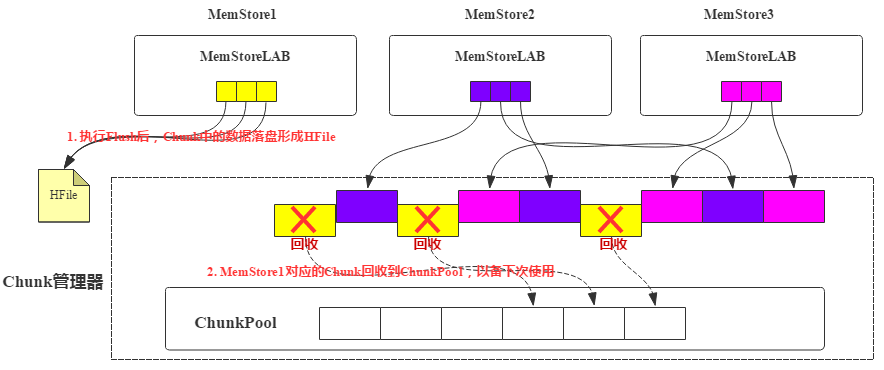 MemStore1
MemStore2
MemStore3
MemStoreLAB
MemStoreLAB
MemStoreLAB
1. 执行Flush后，Chunk中的数据落盘形成HFile
HFile
回收
回收
回收
2. MemStore1对应的Chunk回收到ChunkPool，以备下次使用
Chunk管理器
ChunkPool